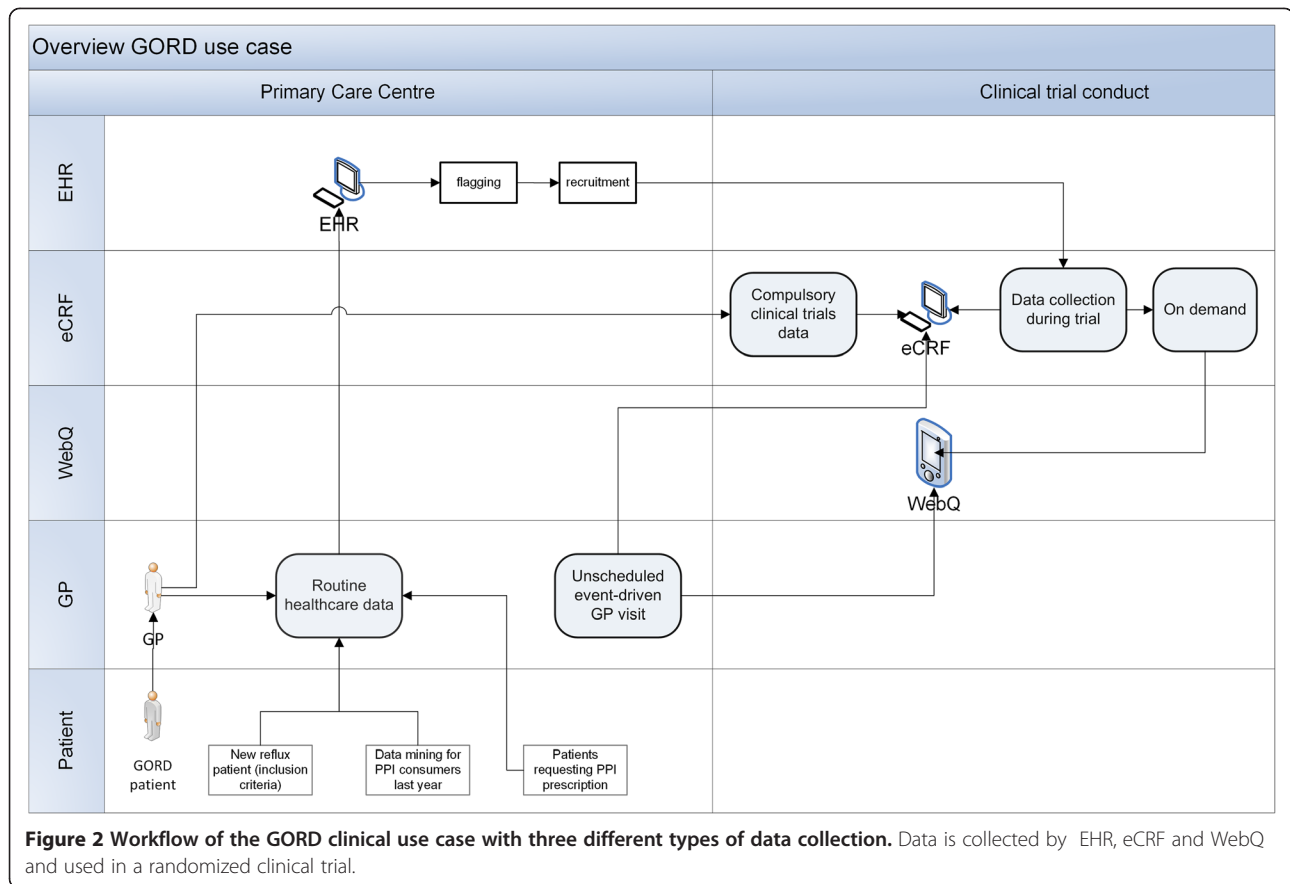 Overview GORD use case
Primary Care Centre
Clinical trial conduct
EHR
flagging
recruitment
EHR
eCRF
Compulsory
clinical trials
data
eCRF
Data collection
during trial
On demand
WebQ
WebQ
GP
GP
Routine
healthcare data
Unscheduled
event-driven
GP visit
Patient
GORD
patient
New reflux
patient (inclusion
criteria)
Data mining for
PPI consumers
last year
Patients
requesting PPI
prescription
Figure 2 Workflow of the GORD clinical use case with three different types of data collection. Data is collected by EHR, eCRF and WebQ
and used in a randomized clinical trial.